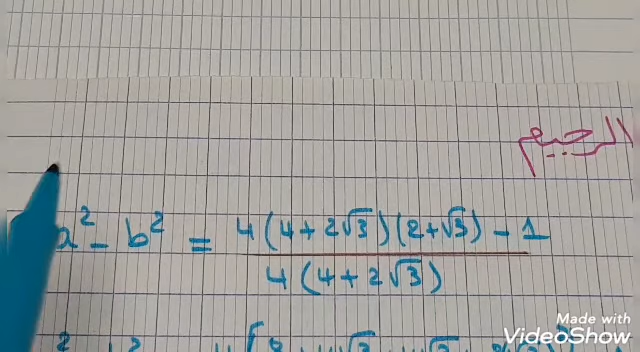 الرحيم
a² - b² = 4(4+2√3)(2+√3) - 1
4(4+2√3)
Made with
VideoShow